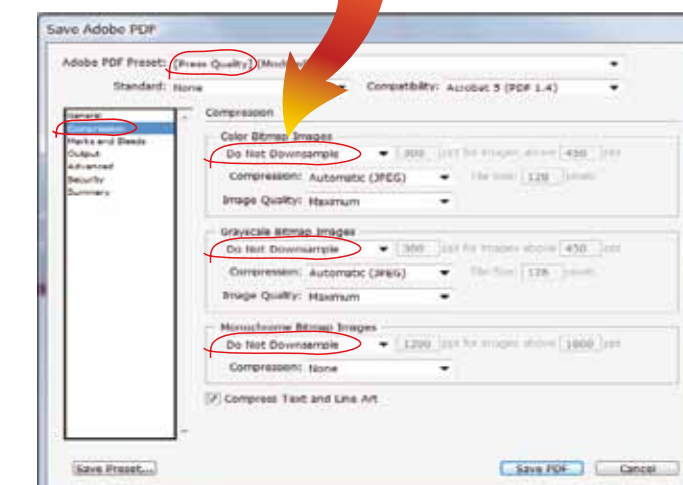 Save Adobe PDF
Adobe PDF Preset: [Press Quality]
Standard: None Compatibility: Acrobat 5 (PDF 1.4)
General
Compression
Marks and Bleeds
Output
Advanced
Security
Summary
Compression
Color Bitmap Images
Do Not Downsample 300 ppi for images above 450 ppi
Compression: Automatic (JPEG) Tile Size: 128 pixels
Image Quality: Maximum
Grayscale Bitmap Images
Do Not Downsample 300 ppi for images above 450 ppi
Compression: Automatic (JPEG) Tile Size: 128 pixels
Image Quality: Maximum
Monochrome Bitmap Images
Do Not Downsample 1200 ppi for images above 1800 ppi
Compression: None
Compress Text and Line Art
Save Preset...
Save PDF Cancel